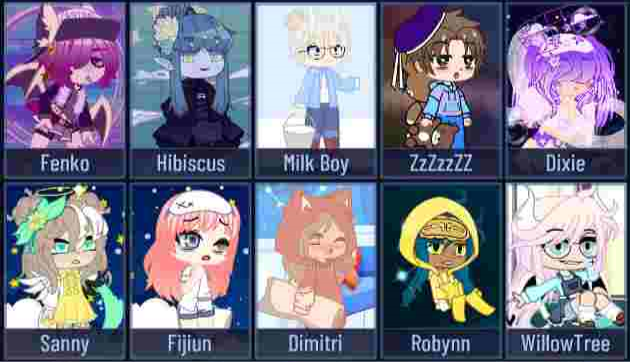 Fenko
Hibiscus
Milk Boy
ZzZzzZZ
Dixie
Sanny
Fijiun
Dimitri
Robynn
WillowTree